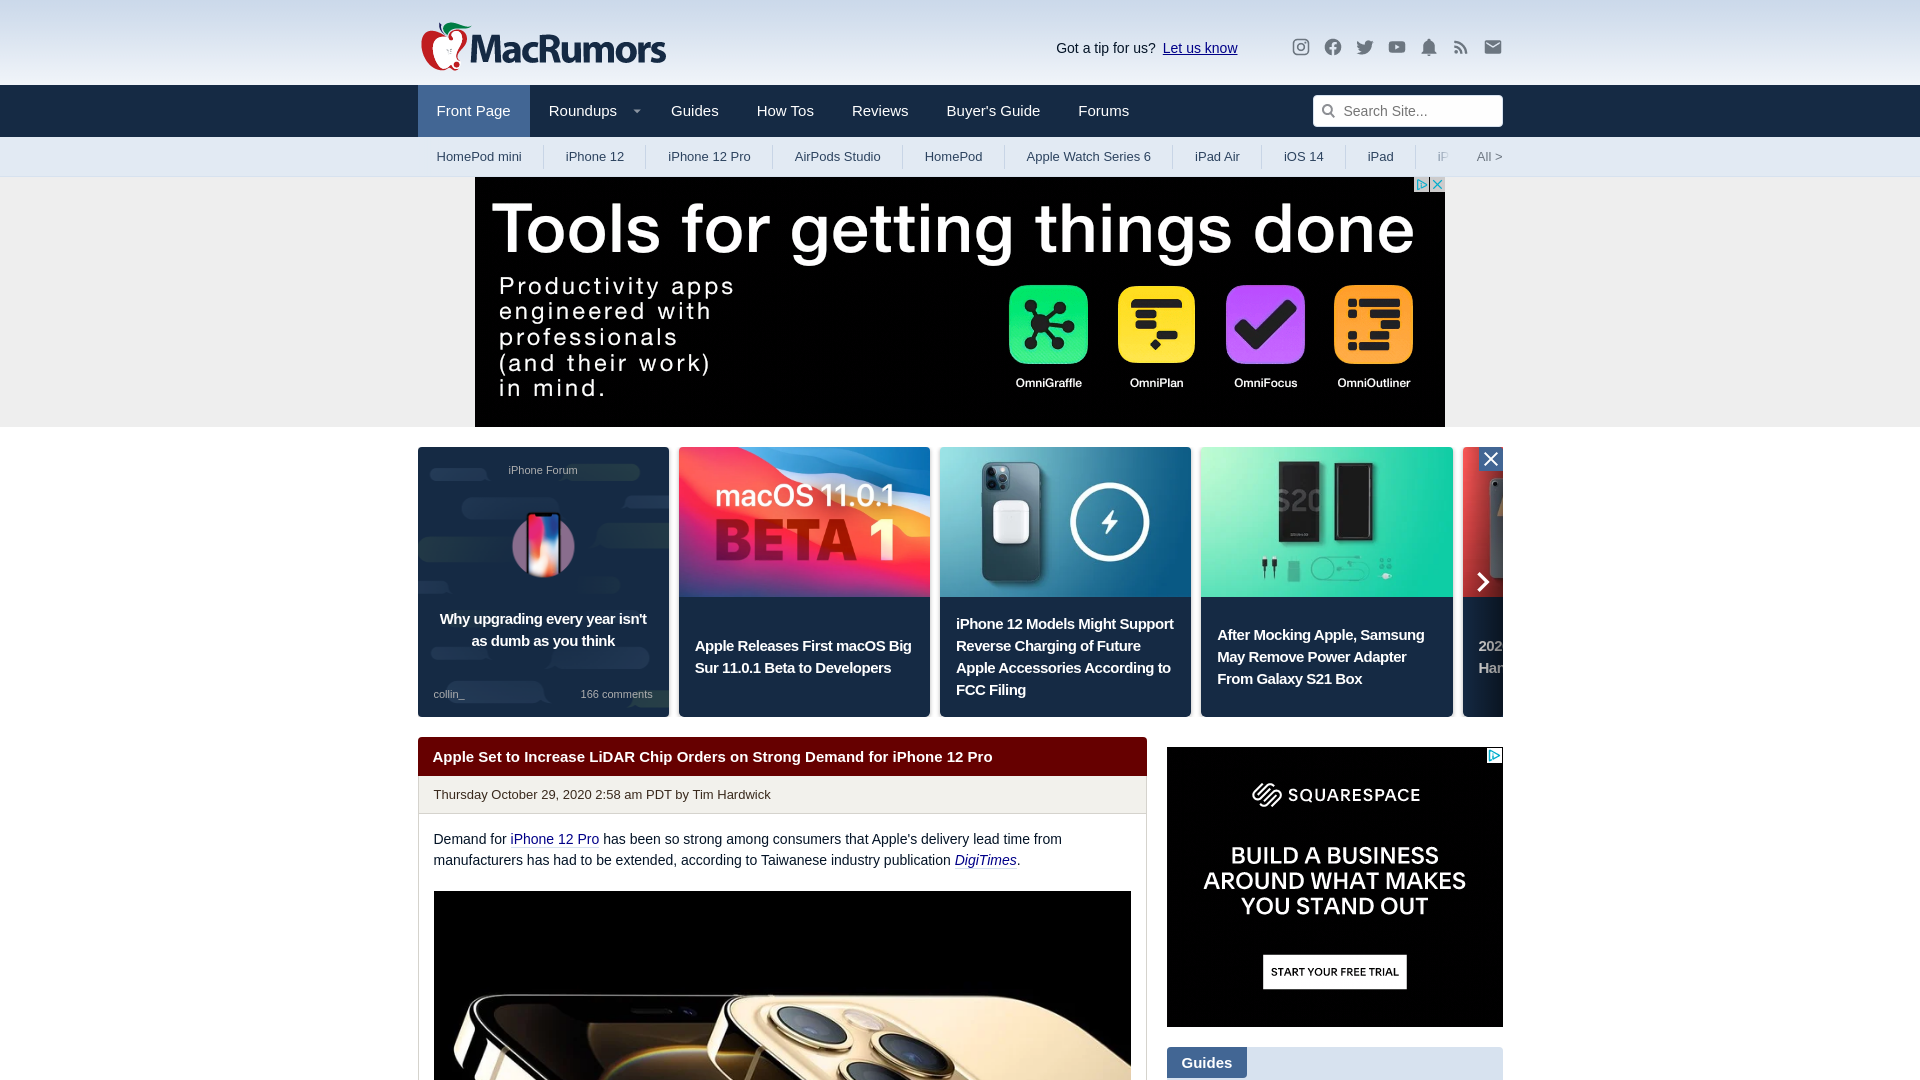 MacRumors
Got a tip for us? Let us know
Front Page
Roundups
Guides
How Tos
Reviews
Buyer's Guide
Forums
Search Site...
HomePod mini
iPhone 12
iPhone 12 Pro
AirPods Studio
HomePod
Apple Watch Series 6
iPad Air
iOS 14
iPad
iP
All >
Tools for getting things done
Productivity apps
engineered with
professionals
(and their work)
in mind.
OmniGraffle
OmniPlan
OmniFocus
OmniOutliner
iPhone Forum
Why upgrading every year isn't
as dumb as you think
collin_
166 comments
macOS 11.0.1
BETA 1
Apple Releases First macOS Big
Sur 11.0.1 Beta to Developers
iPhone 12 Models Might Support
Reverse Charging of Future
Apple Accessories According to
FCC Filing
S20
After Mocking Apple, Samsung
May Remove Power Adapter
From Galaxy S21 Box
202
Han
Apple Set to Increase LiDAR Chip Orders on Strong Demand for iPhone 12 Pro
Thursday October 29, 2020 2:58 am PDT by Tim Hardwick
Demand for iPhone 12 Pro has been so strong among consumers that Apple's delivery lead time from
manufacturers has had to be extended, according to Taiwanese industry publication DigiTimes.
SQUARESPACE
BUILD A BUSINESS
AROUND WHAT MAKES
YOU STAND OUT
START YOUR FREE TRIAL
Guides